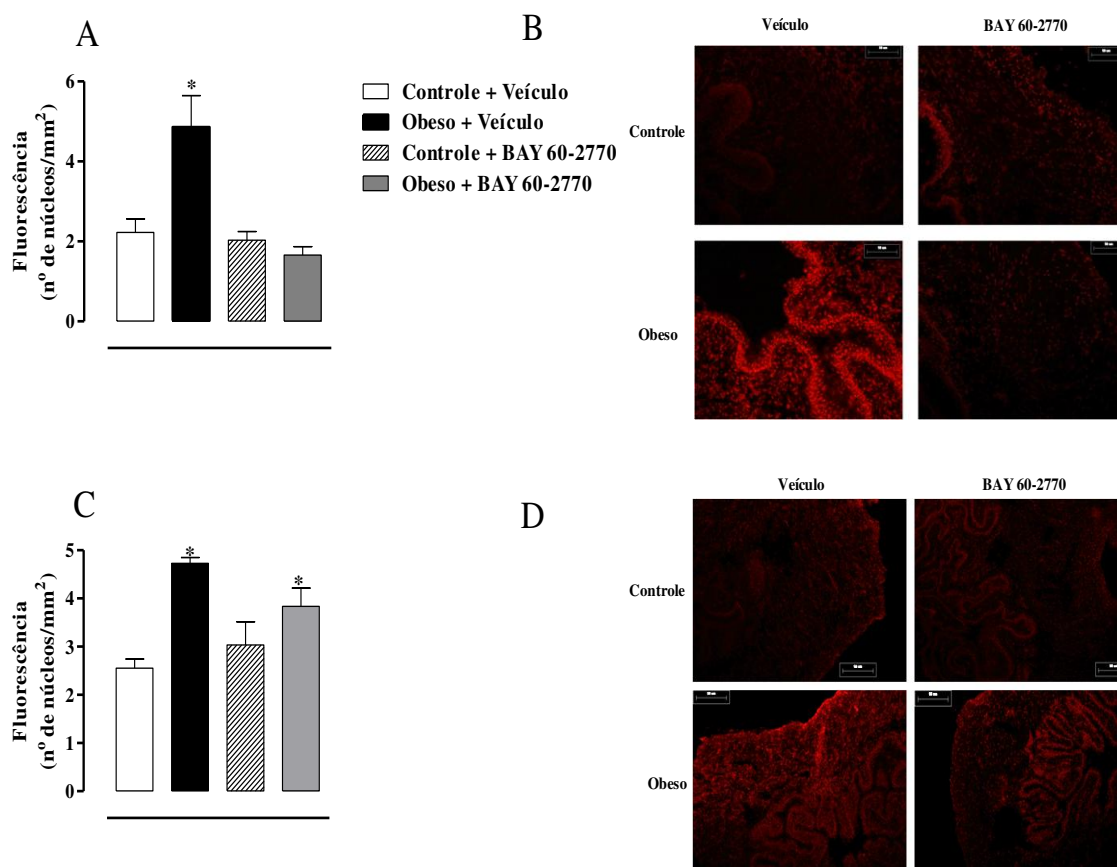 A
Fluorescência
(nº de núcleos/mm²)
6
4
2
0
*
Controle + Veículo
Obeso + Veículo
Controle + BAY 60-2770
Obeso + BAY 60-2770
B
Veículo
BAY 60-2770
Controle
Obeso
C
Fluorescência
(nº de núcleos/mm²)
5
4
3
2
1
0
*
*
D
Veículo
BAY 60-2770
Controle
Obeso